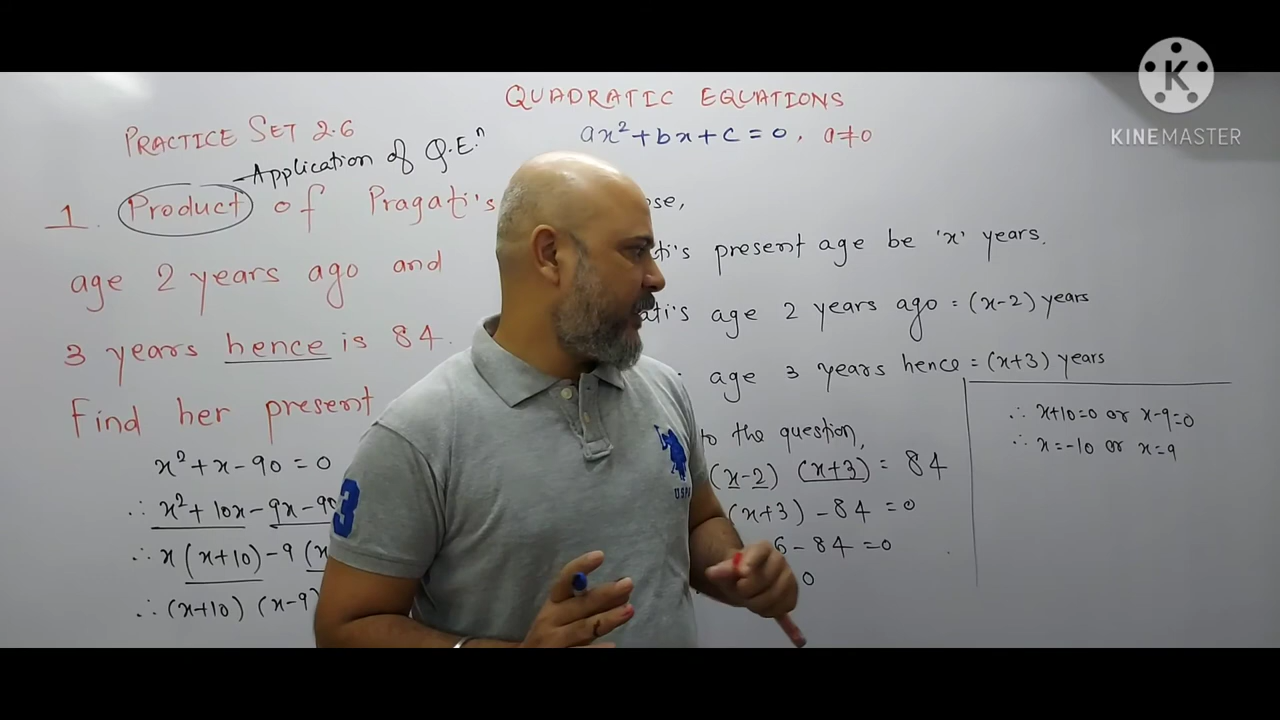 QUADRATIC EQUATIONS
KINEMASTER
PRACTICE SET 2.6
ax²+bx+c=0, a≠0
Application of Q.Eⁿ
1. Product of Pragati's
age 2 years ago and
3 years hence is 84.
Find her present
x²+x-90=0
∴ x²+10x-9x-90
∴ x(x+10)-9(x
∴ (x+10) (x-9)
present age be 'x' years.
age 2 years ago = (x-2) years
age 3 years hence = (x+3) years
to the question,
(x-2) (x+3) = 84
(x+3) - 84 = 0
6-84=0
0
∴ x+10=0 or x-9=0
∴ x=-10 or x=9
3